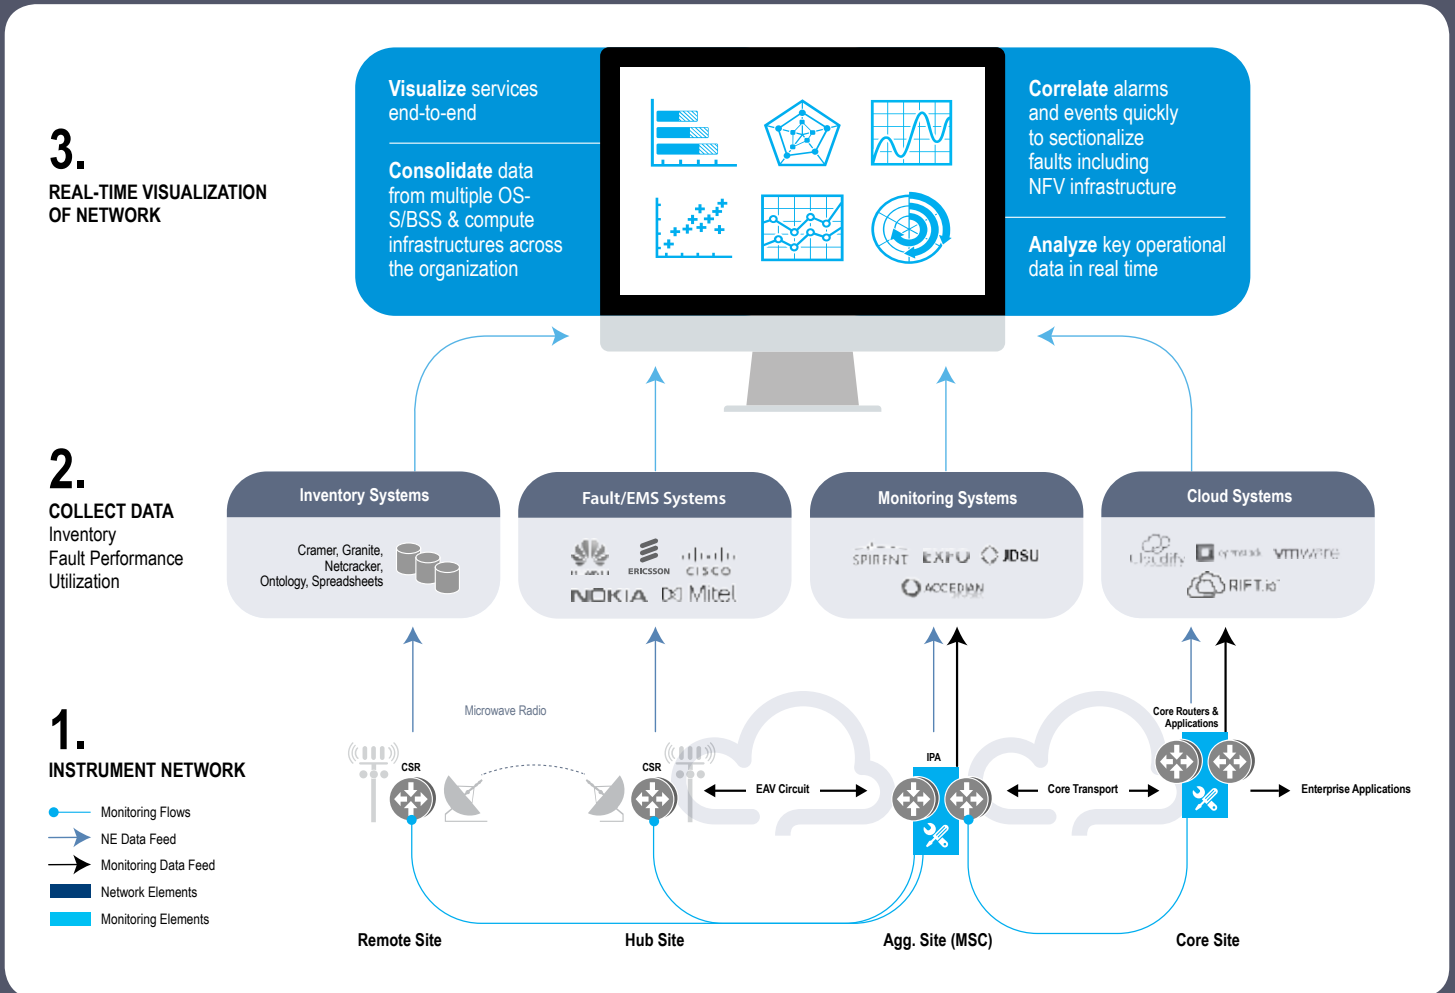 Visualize services
end-to-end
Consolidate data
from multiple OS-
S/BSS & compute
infrastructures across
the organization
Correlate alarms
and events quickly
to sectionalize
faults including
NFV infrastructure
Analyze key operational
data in real time
3.
REAL-TIME VISUALIZATION
OF NETWORK
2.
COLLECT DATA
Inventory
Fault Performance
Utilization
Inventory Systems
Cramer, Granite,
Netcracker,
Ontology, Spreadsheets
Fault/EMS Systems
ERICSSON
CISCO
NOKIA
Mitel
Monitoring Systems
SPIRENT
EXFO
JDSU
ACCEDIAN
Cloud Systems
Cloudify
openstack
vmware
RIFT.io
1.
INSTRUMENT NETWORK
Monitoring Flows
NE Data Feed
Monitoring Data Feed
Network Elements
Monitoring Elements
Microwave Radio
CSR
CSR
EAV Circuit
IPA
Core Transport
Core Routers &
Applications
Enterprise Applications
Remote Site
Hub Site
Agg. Site (MSC)
Core Site